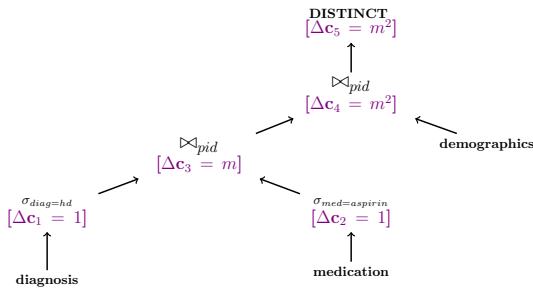 DISTINCT
[Δc₅ = m²]
⋈pid
[Δc₄ = m²]
demographics
⋈pid
[Δc₃ = m]
σdiag=hd
[Δc₁ = 1]
σmed=aspirin
[Δc₂ = 1]
diagnosis
medication